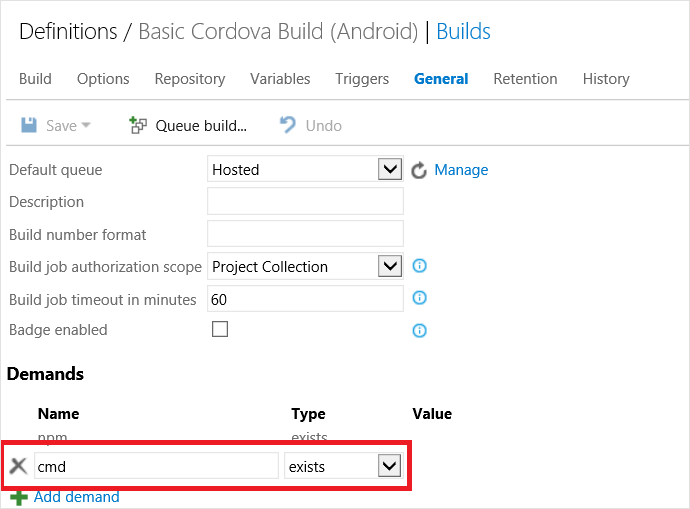 Definitions / Basic Cordova Build (Android) | Builds
Build Options Repository Variables Triggers General Retention History
Save Queue build... Undo
Default queue Hosted Manage
Description
Build number format
Build job authorization scope Project Collection
Build job timeout in minutes 60
Badge enabled
Demands
Name Type Value
npm exists
cmd exists
Add demand